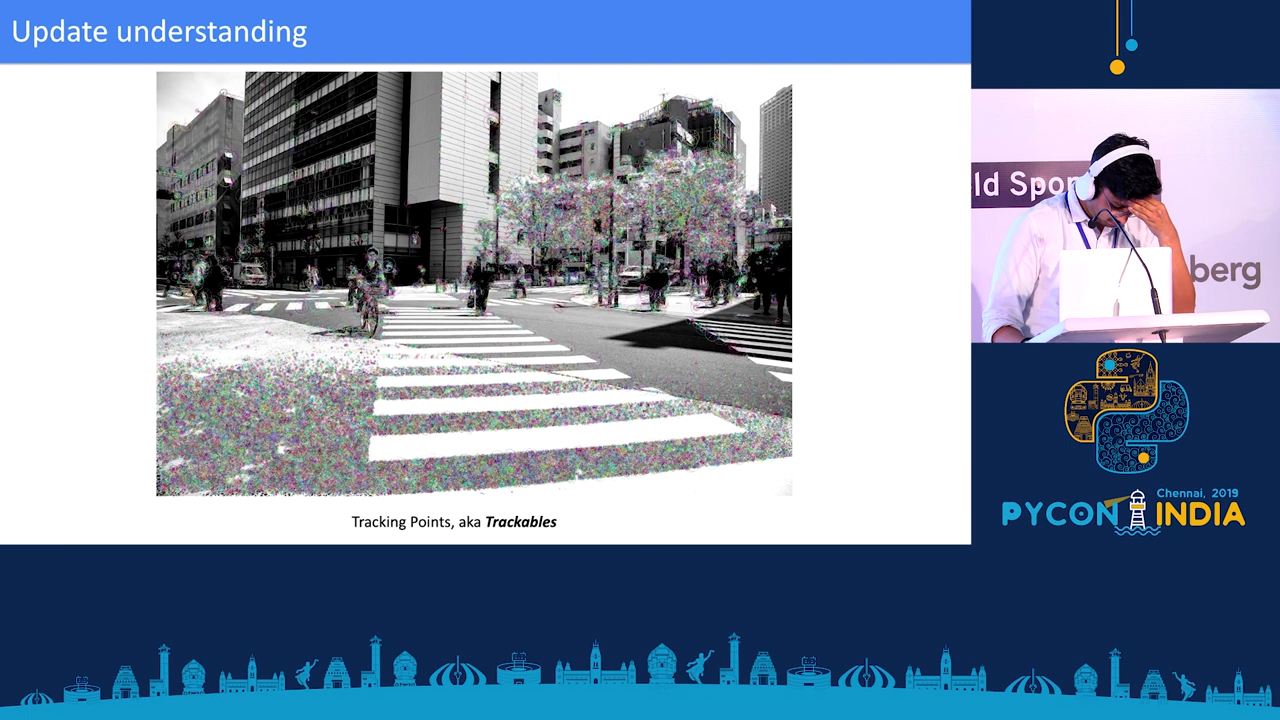 Update understanding
Tracking Points, aka Trackables
ld Spon
berg
Chennai, 2019
PYCON INDIA